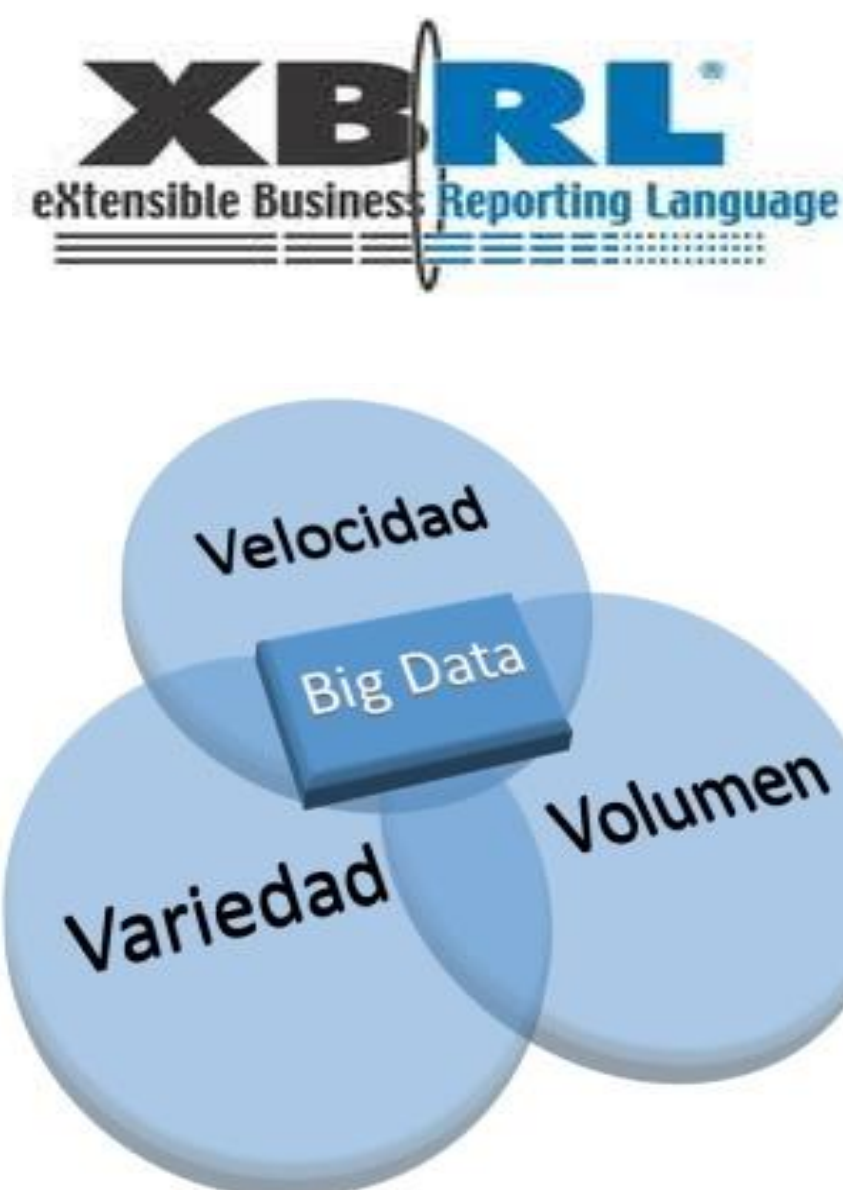 XBRL®
eXtensible Business Reporting Language
Velocidad
Big Data
Volumen
Variedad